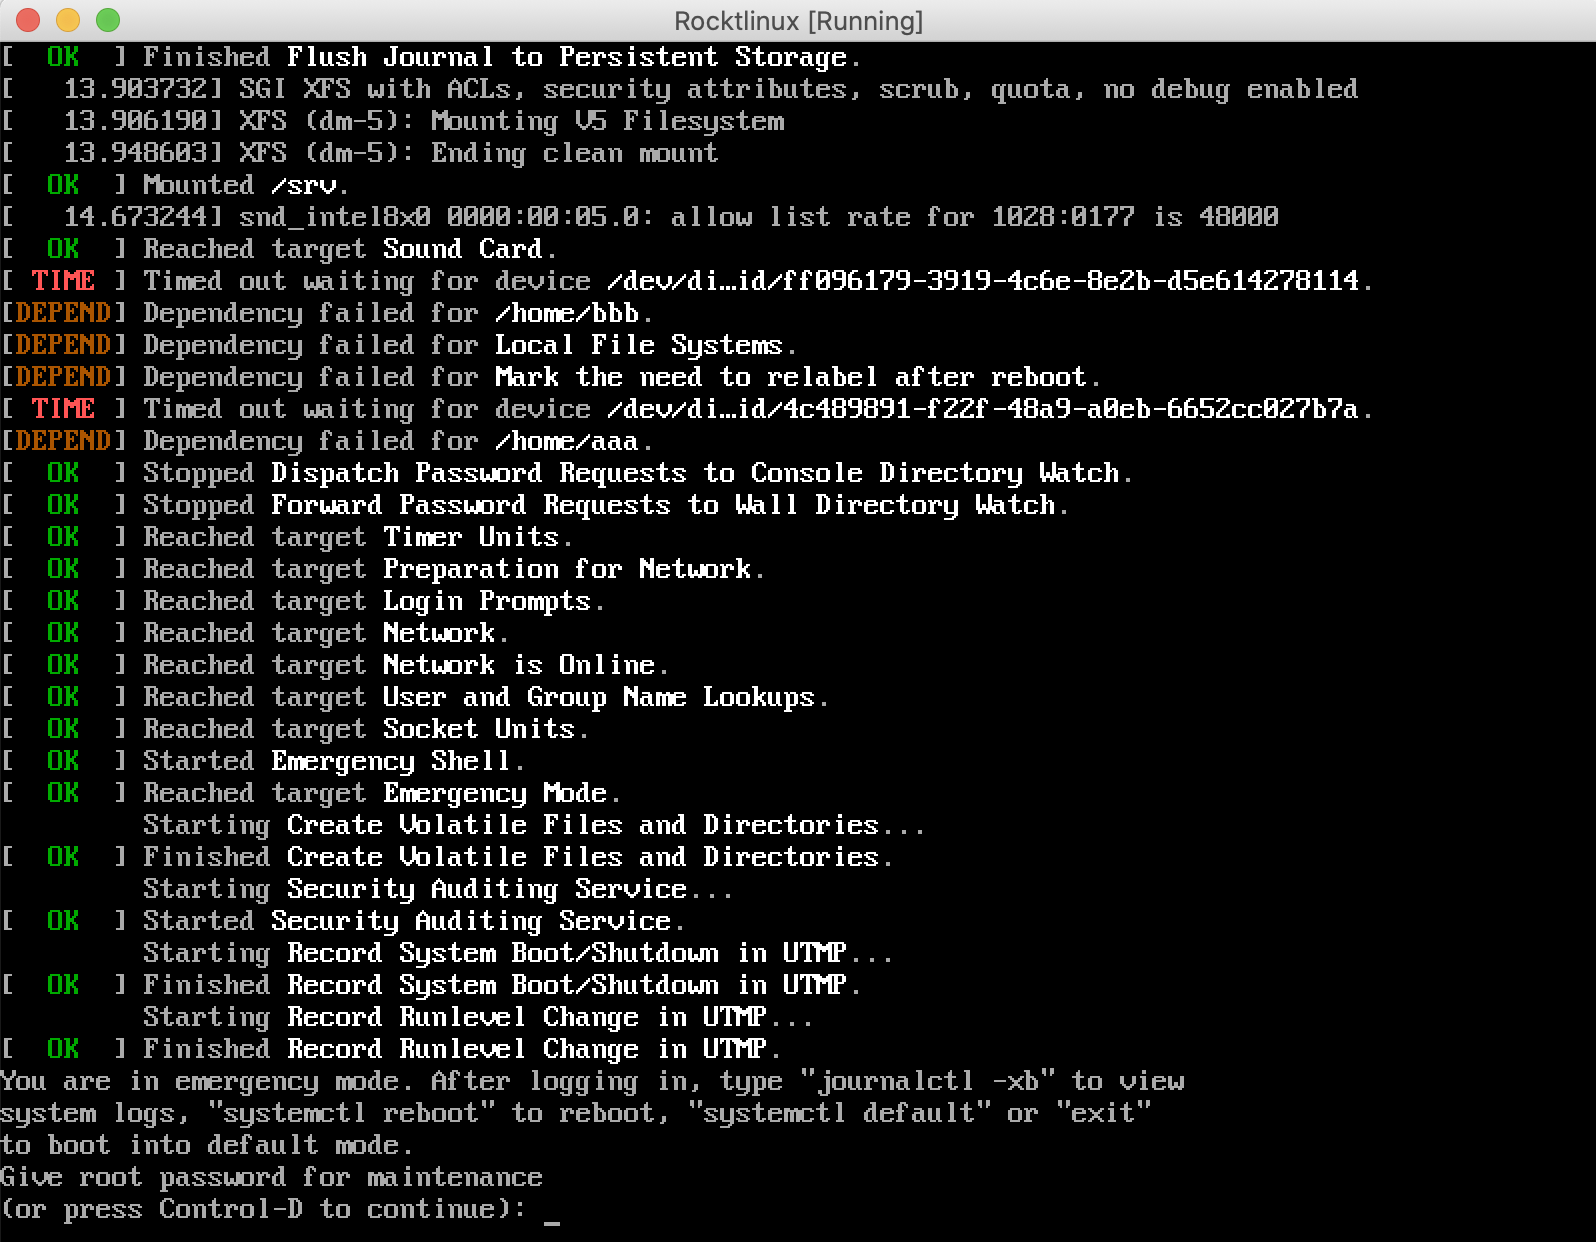 Rocktlinux [Running]
[  OK  ] Finished Flush Journal to Persistent Storage.
[   13.903732] SGI XFS with ACLs, security attributes, scrub, quota, no debug enabled
[   13.906190] XFS (dm-5): Mounting V5 Filesystem
[   13.948603] XFS (dm-5): Ending clean mount
[  OK  ] Mounted /srv.
[   14.673244] snd_intel8x0 0000:00:05.0: allow list rate for 1028:0177 is 48000
[  OK  ] Reached target Sound Card.
[ TIME ] Timed out waiting for device /dev/di…id/ff096179-3919-4c6e-8e2b-d5e614278114.
[DEPEND] Dependency failed for /home/bbb.
[DEPEND] Dependency failed for Local File Systems.
[DEPEND] Dependency failed for Mark the need to relabel after reboot.
[ TIME ] Timed out waiting for device /dev/di…id/4c489891-f22f-48a9-a0eb-6652cc027b7a.
[DEPEND] Dependency failed for /home/aaa.
[  OK  ] Stopped Dispatch Password Requests to Console Directory Watch.
[  OK  ] Stopped Forward Password Requests to Wall Directory Watch.
[  OK  ] Reached target Timer Units.
[  OK  ] Reached target Preparation for Network.
[  OK  ] Reached target Login Prompts.
[  OK  ] Reached target Network.
[  OK  ] Reached target Network is Online.
[  OK  ] Reached target User and Group Name Lookups.
[  OK  ] Reached target Socket Units.
[  OK  ] Started Emergency Shell.
[  OK  ] Reached target Emergency Mode.
         Starting Create Volatile Files and Directories...
[  OK  ] Finished Create Volatile Files and Directories.
         Starting Security Auditing Service...
[  OK  ] Started Security Auditing Service.
         Starting Record System Boot/Shutdown in UTMP...
[  OK  ] Finished Record System Boot/Shutdown in UTMP.
         Starting Record Runlevel Change in UTMP...
[  OK  ] Finished Record Runlevel Change in UTMP.
You are in emergency mode. After logging in, type "journalctl -xb" to view
system logs, "systemctl reboot" to reboot, "systemctl default" or "exit"
to boot into default mode.
Give root password for maintenance
(or press Control-D to continue): _